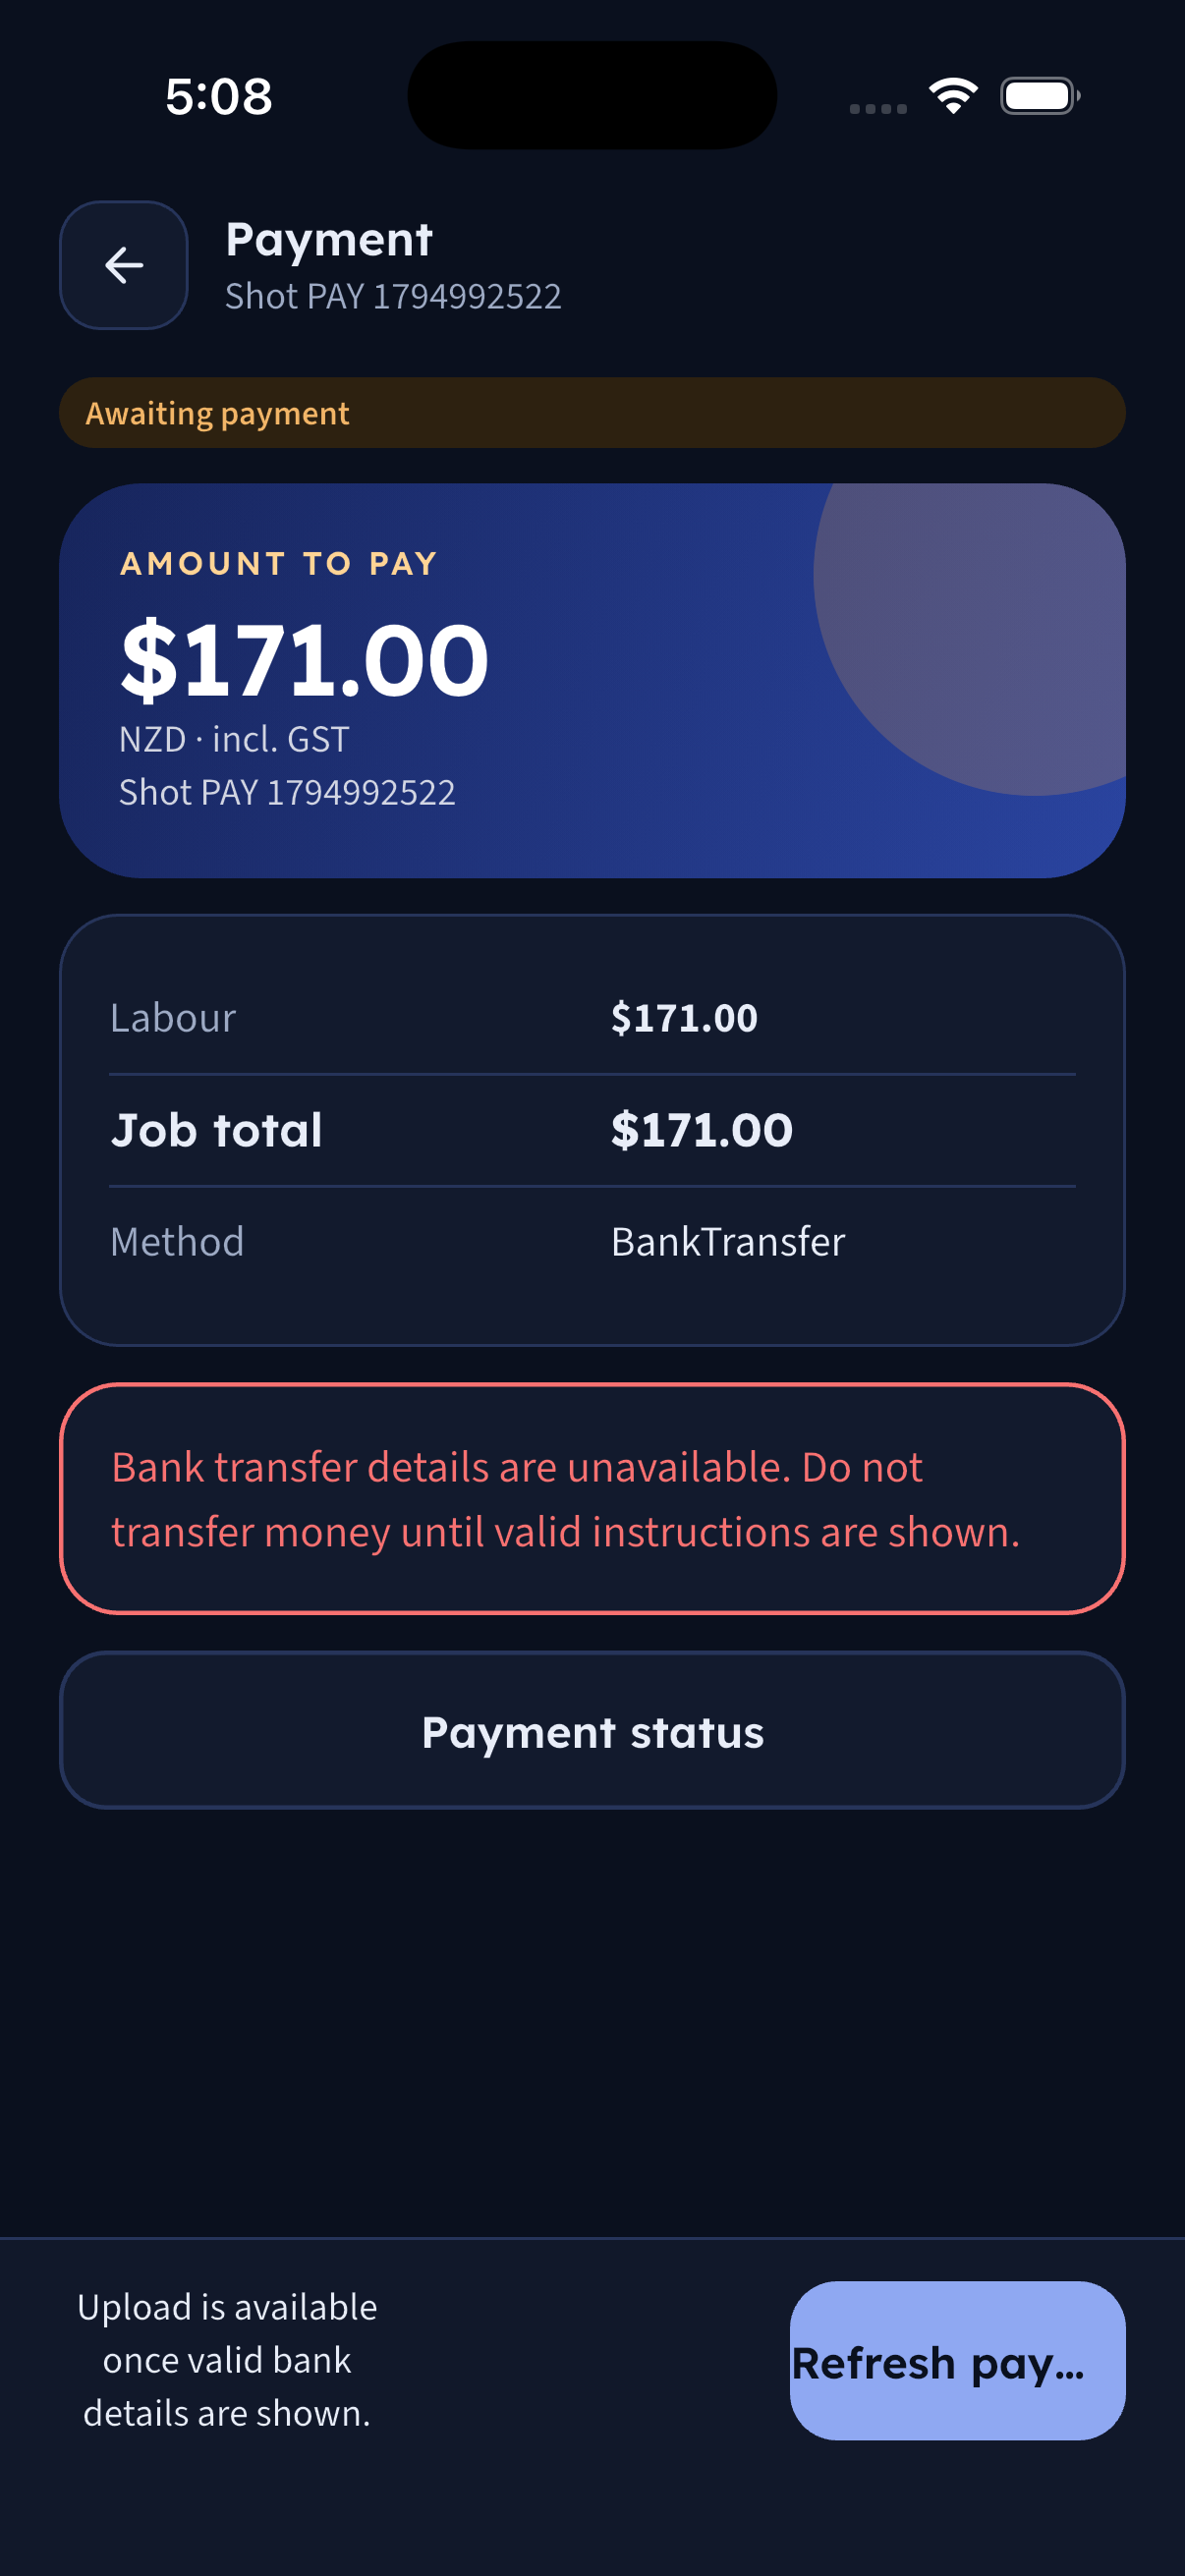 5:08
Payment
Shot PAY 1794992522
Awaiting payment
AMOUNT TO PAY
$171.00
NZD · incl. GST
Shot PAY 1794992522
Labour $171.00
Job total $171.00
Method BankTransfer
Bank transfer details are unavailable. Do not
transfer money until valid instructions are shown.
Payment status
Upload is available
once valid bank
details are shown.
Refresh pay...